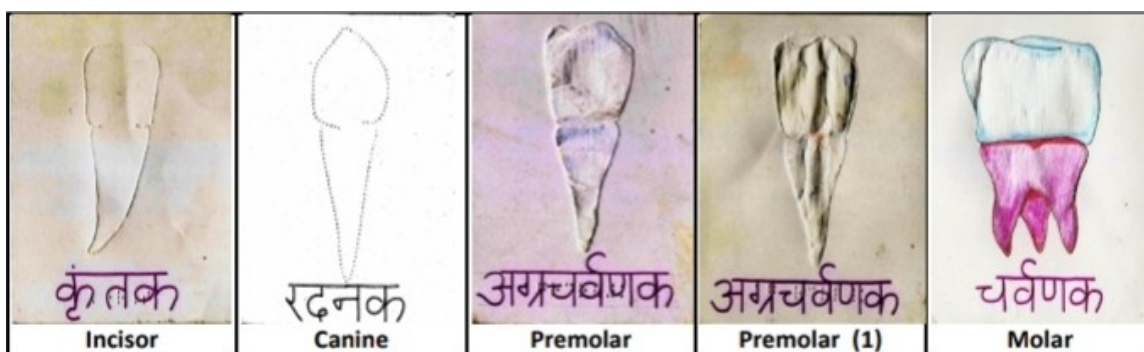 कृंतक
Incisor
रदनक
Canine
अग्रचर्वणक
Premolar
अग्रचर्वणक
Premolar (1)
चर्वणक
Molar